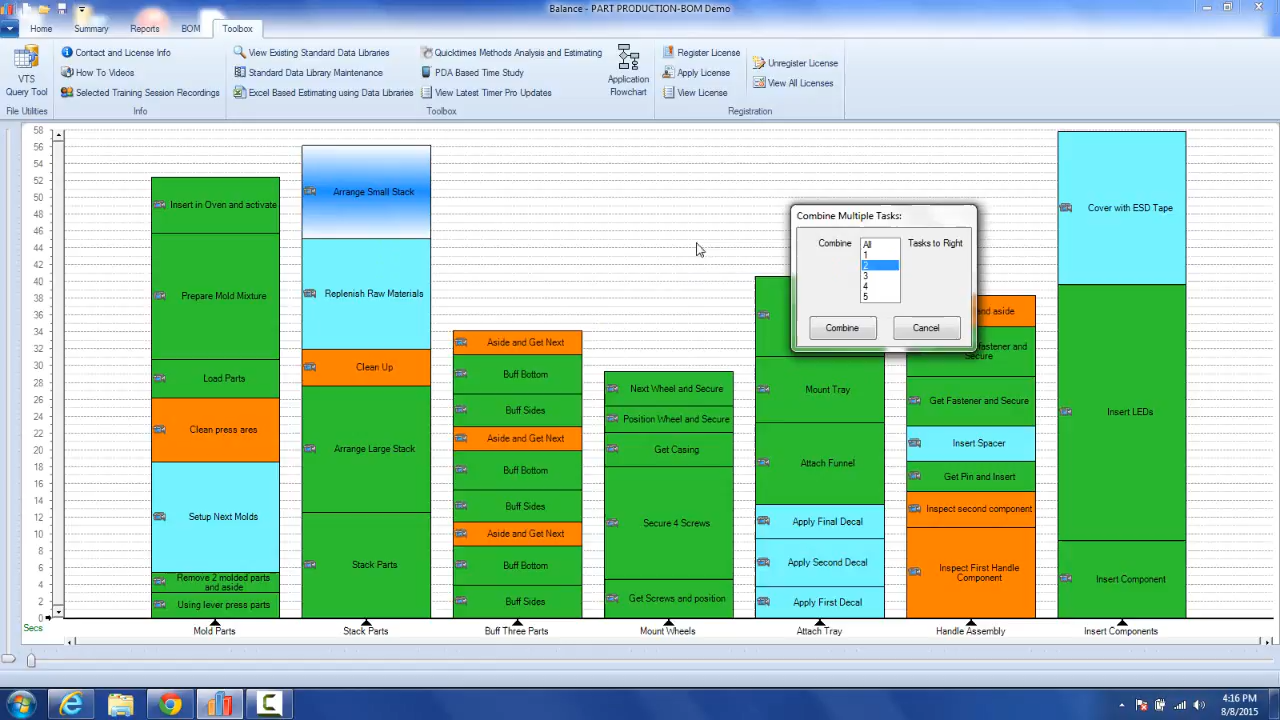 Balance - PART PRODUCTION-BOM Demo
Home Summary Reports BOM Toolbox
VTS Query Tool
File Utilities
Contact and License Info
How To Videos
Selected Training Session Recordings
Info
View Existing Standard Data Libraries
Standard Data Library Maintenance
Excel Based Estimating using Data Libraries
Quicktimes Methods Analysis and Estimating
PDA Based Time Study
View Latest Timer Pro Updates
Application
Flowchart
Toolbox
Register License
Apply License
View License
Unregister License
View All Licenses
Registration
58
56
54
52
50
48
46
44
42
40
38
36
34
32
30
28
26
24
22
20
18
16
14
12
10
8
6
4
2
0
Secs
Insert in Oven and activate
Prepare Mold Mixture
Load Parts
Clean press ares
Setup Next Molds
Remove 2 molded parts
and aside
Using lever press parts
Mold Parts
Arrange Small Stack
Replenish Raw Materials
Clean Up
Arrange Large Stack
Stack Parts
Stack Parts
Aside and Get Next
Buff Bottom
Buff Sides
Aside and Get Next
Buff Bottom
Buff Sides
Aside and Get Next
Buff Bottom
Buff Sides
Buff Three Parts
Next Wheel and Secure
Position Wheel and Secure
Get Casing
Secure 4 Screws
Get Screws and position
Mount Wheels
Mount Tray
Attach Funnel
Apply Final Decal
Apply Second Decal
Apply First Decal
Attach Tray
and aside
fastener and
Secure
Get Fastener and Secure
Insert Spacer
Get Pin and Insert
Inspect second component
Inspect First Handle
Component
Handle Assembly
Cover with ESD Tape
Insert LEDs
Insert Component
Insert Components
Combine Multiple Tasks:
Combine
All
1
2
3
4
5
Tasks to Right
Combine Cancel
4:16 PM
8/8/2015